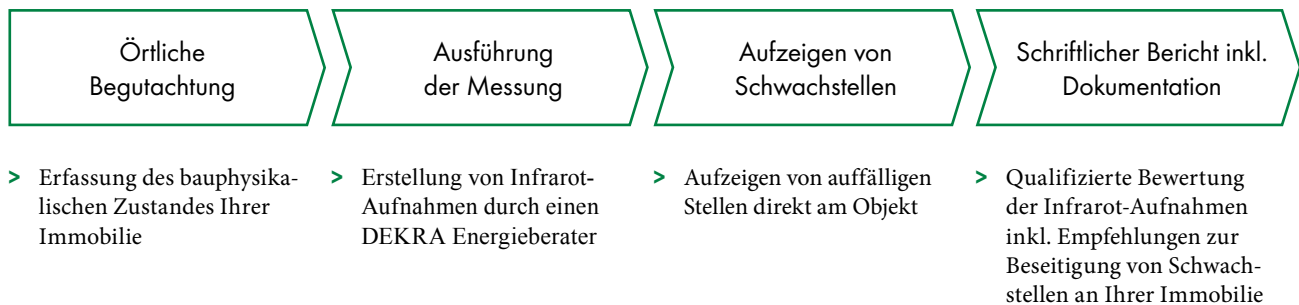 Örtliche
Begutachtung
Ausführung
der Messung
Aufzeigen von
Schwachstellen
Schriftlicher Bericht inkl.
Dokumentation
> Erfassung des bauphysika-
lischen Zustandes Ihrer
Immobilie
> Erstellung von Infrarot-
Aufnahmen durch einen
DEKRA Energieberater
> Aufzeigen von auffälligen
Stellen direkt am Objekt
> Qualifizierte Bewertung
der Infrarot-Aufnahmen
inkl. Empfehlungen zur
Beseitigung von Schwach-
stellen an Ihrer Immobilie